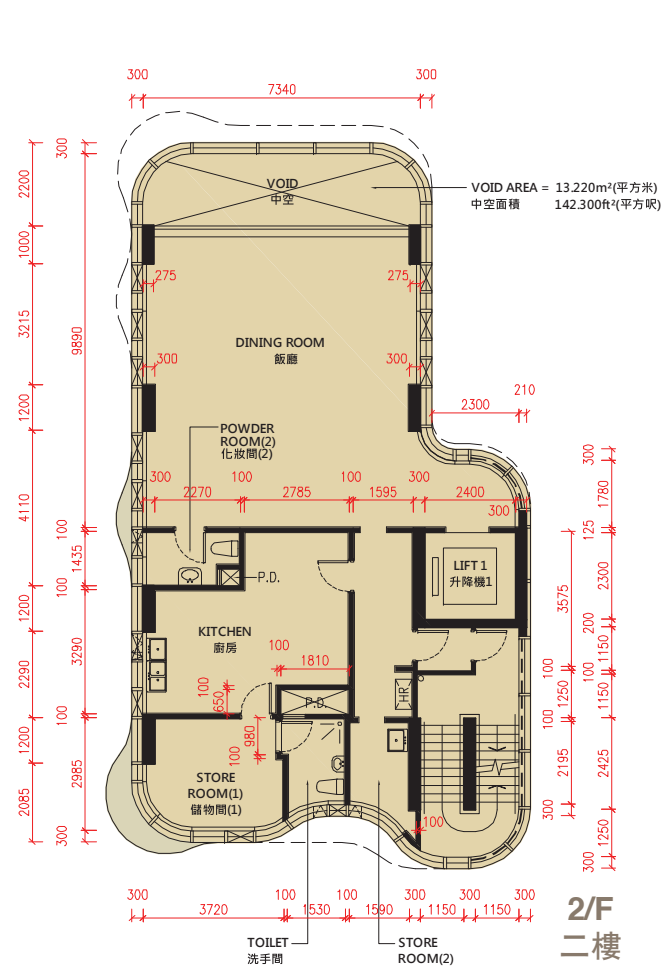 300
300
7340
300
2200
VOID
中空
VOID AREA = 13.220m²(平方米)
中空面積 142.300ft²(平方呎)
1000
275
275
3215
9890
DINING ROOM
飯廳
300
300
210
1200
2300
POWDER
ROOM(2)
化妝間(2)
300
100
100
300
300
2270
2785
1595
2400
1780
4110
300
100
125
1435
P.D.
LIFT 1
升降機1
2300
3575
100
1200
200
KITCHEN
廚房
1150
3290
100
2290
1810
100
100
650
P.D.
HR
1250
1150
100
100
1200
980
100
2985
STORE
ROOM(1)
儲物間(1)
2195
2425
2085
300
100
1250
300
300
300
100
100
300
300
300
3720
1530
1590
1150
1150
2/F
二樓
TOILET
洗手間
STORE
ROOM(2)